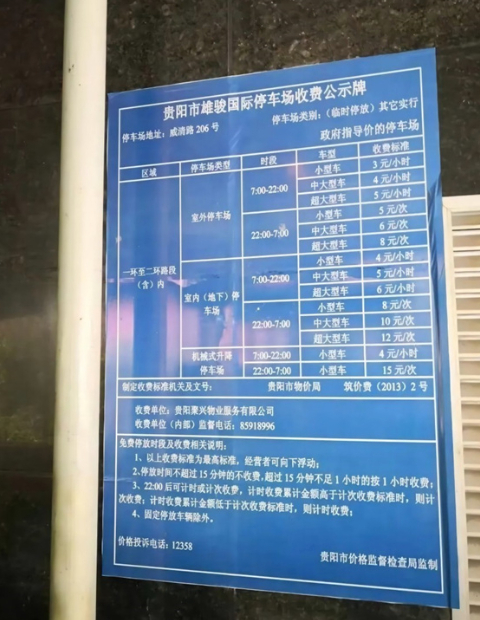 贵阳市雄骏国际停车场收费公示牌
停车场地址：威清路 206 号
停车场类别：（临时停放）其它实行
政府指导价的停车场
区域 停车场类型 时段 车型 收费标准
一环至二环路段（含）内
室外停车场 7:00-22:00 小型车 3 元/小时
中大型车 4 元/小时
超大型车 5 元/小时
22:00-7:00 小型车 5 元/次
中大型车 6 元/次
超大型车 8 元/次
室内（地下）停车场 7:00-22:00 小型车 4 元/小时
中大型车 5 元/小时
超大型车 6 元/小时
22:00-7:00 小型车 8 元/次
中大型车 10 元/次
超大型车 12 元/次
机械式升降停车场 7:00-22:00 小型车 4 元/小时
22:00-7:00 小型车 15 元/次
制定收费标准机关及文号： 贵阳市物价局 筑价费（2013）2 号
收费单位：贵阳聚兴物业服务有限公司
收费单位（内部）监督电话：85918996
免费停放时段及收费相关说明：
1、以上收费标准为最高标准，经营者可向下浮动；
2、停放时间不超过 15 分钟的不收费，超过 15 分钟不足 1 小时的按 1 小时收费；
3、22:00 后可计时或计次收费，计时收费累计金额高于计次收费标准时，则计
次收费；计时收费累计金额低于计次收费标准时，则计时收费；
4、固定停放车辆除外。
价格投诉电话：12358
贵阳市价格监督检查局监制